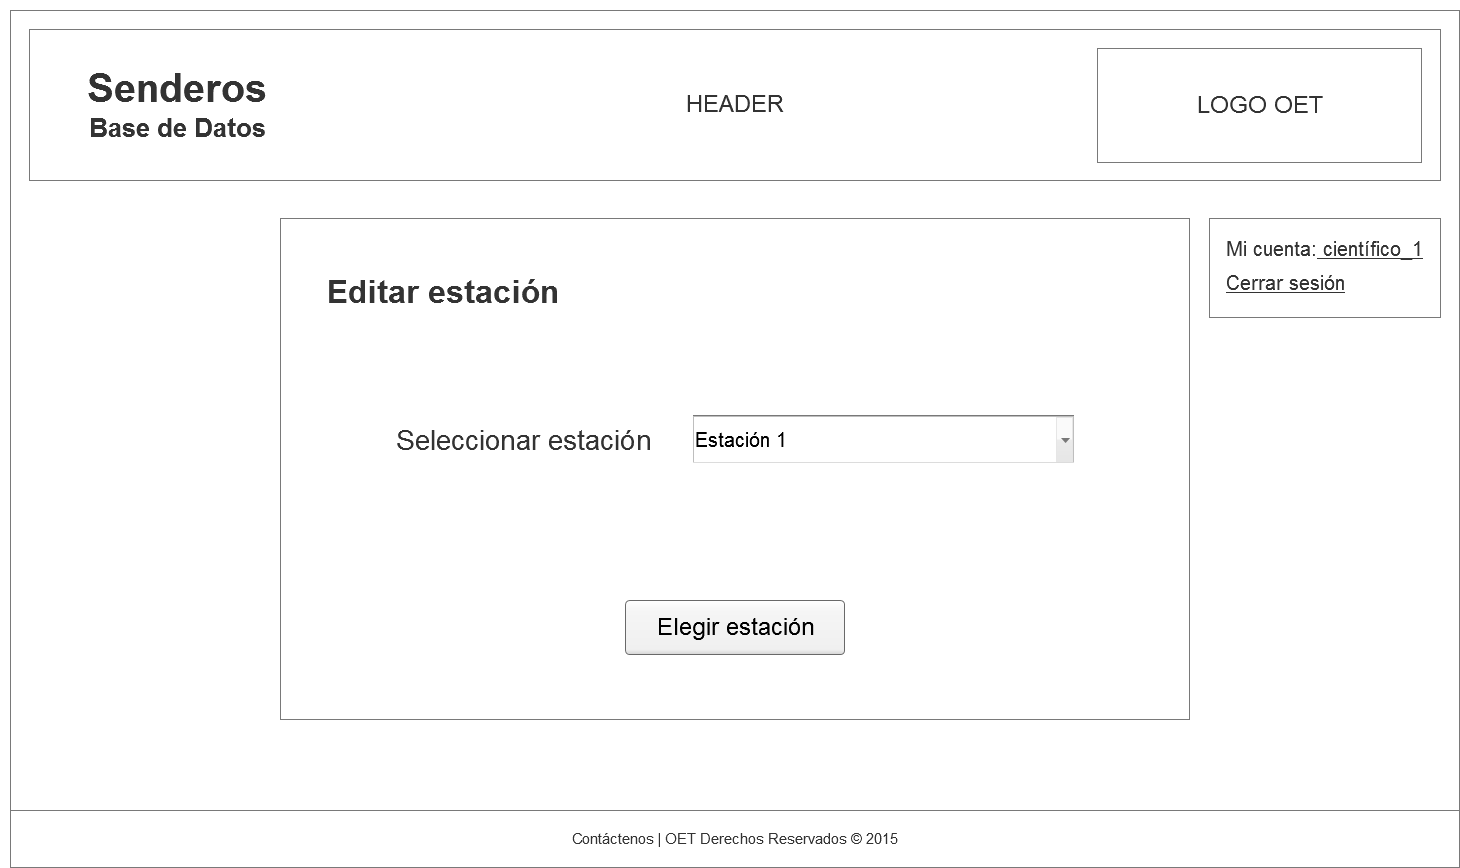 Senderos
Base de Datos
HEADER
LOGO OET
Mi cuenta: científico_1
Cerrar sesión
Editar estación
Seleccionar estación
Estación 1
Elegir estación
Contáctenos | OET Derechos Reservados © 2015